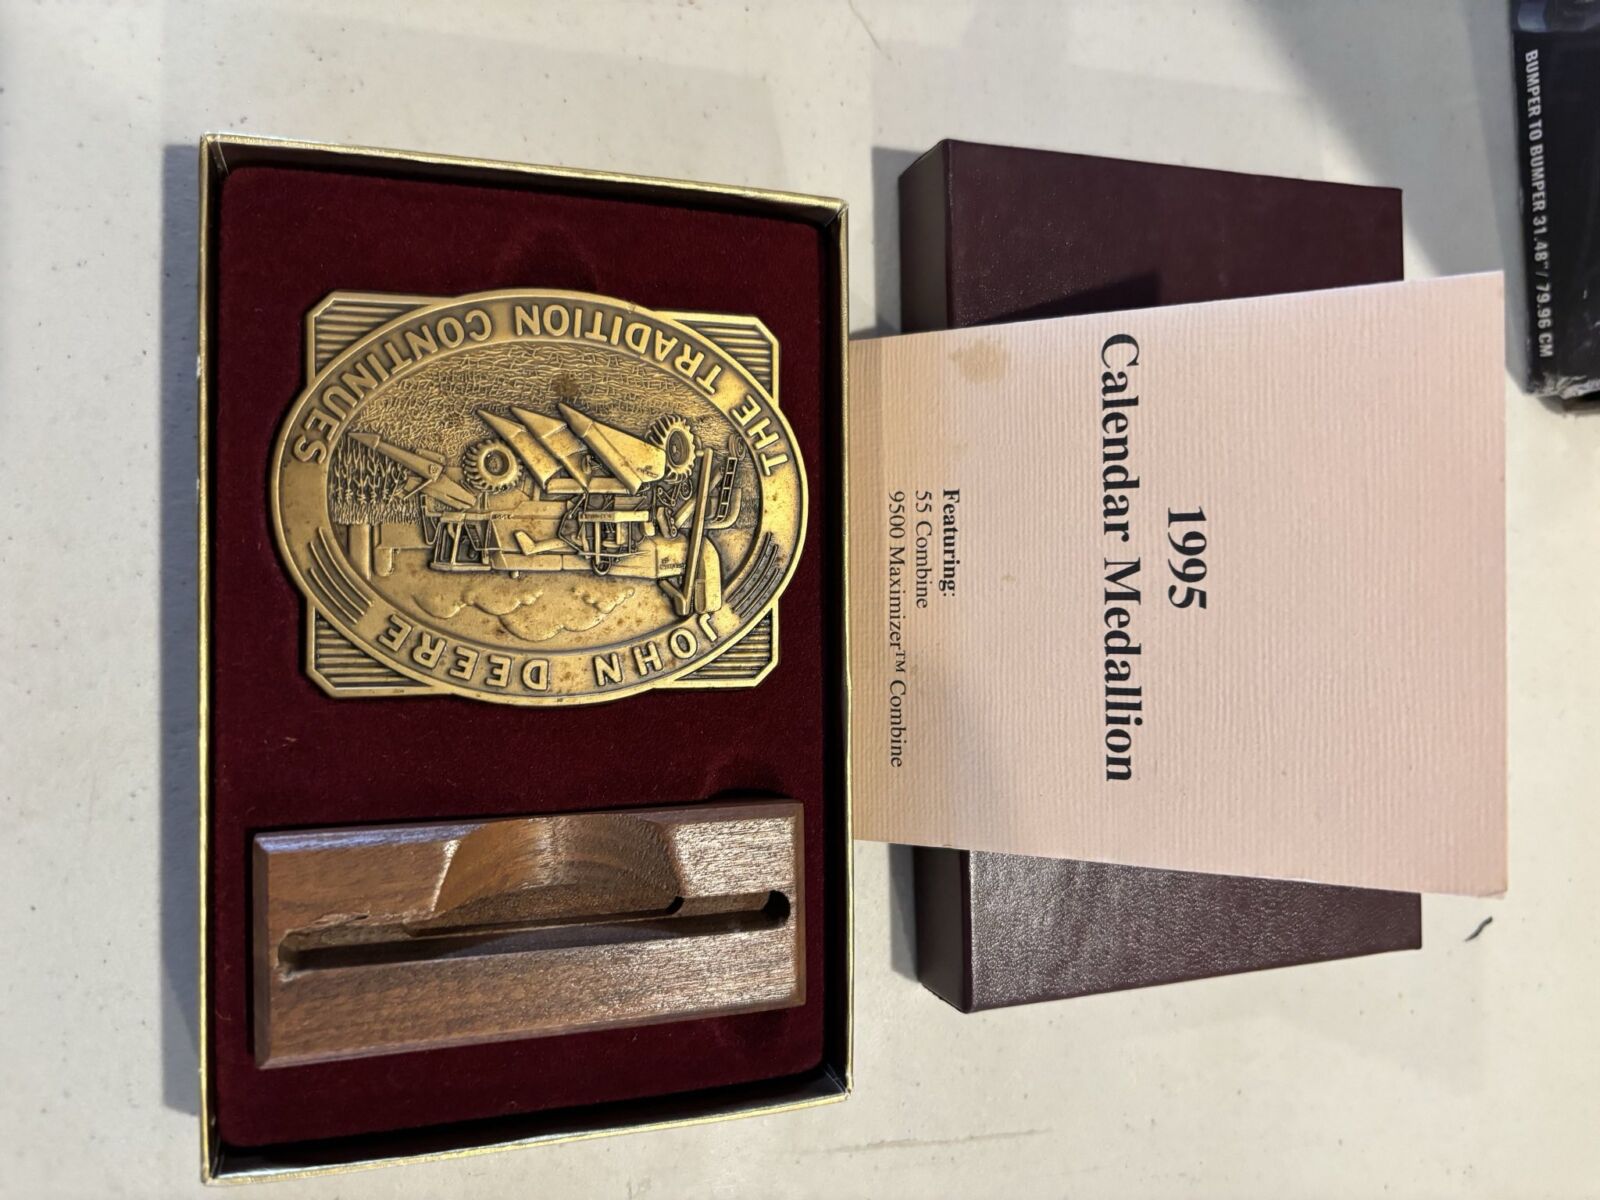 JOHN DEERE
THE TRADITION CONTINUES
1995
Calendar Medallion
Featuring:
55 Combine
9500 Maximizer™ Combine
BUMPER TO BUMPER 31.48" / 79.96 CM